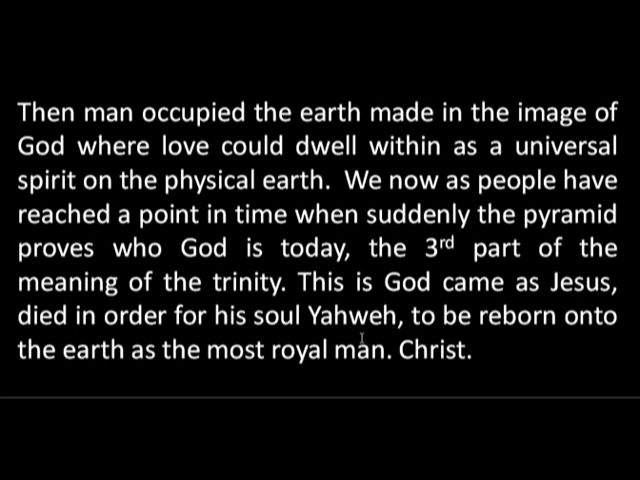 Then man occupied the earth made in the image of
God where love could dwell within as a universal
spirit on the physical earth.  We now as people have
reached a point in time when suddenly the pyramid
proves who God is today, the 3rd part of the
meaning of the trinity. This is God came as Jesus,
died in order for his soul Yahweh, to be reborn onto
the earth as the most royal man. Christ.